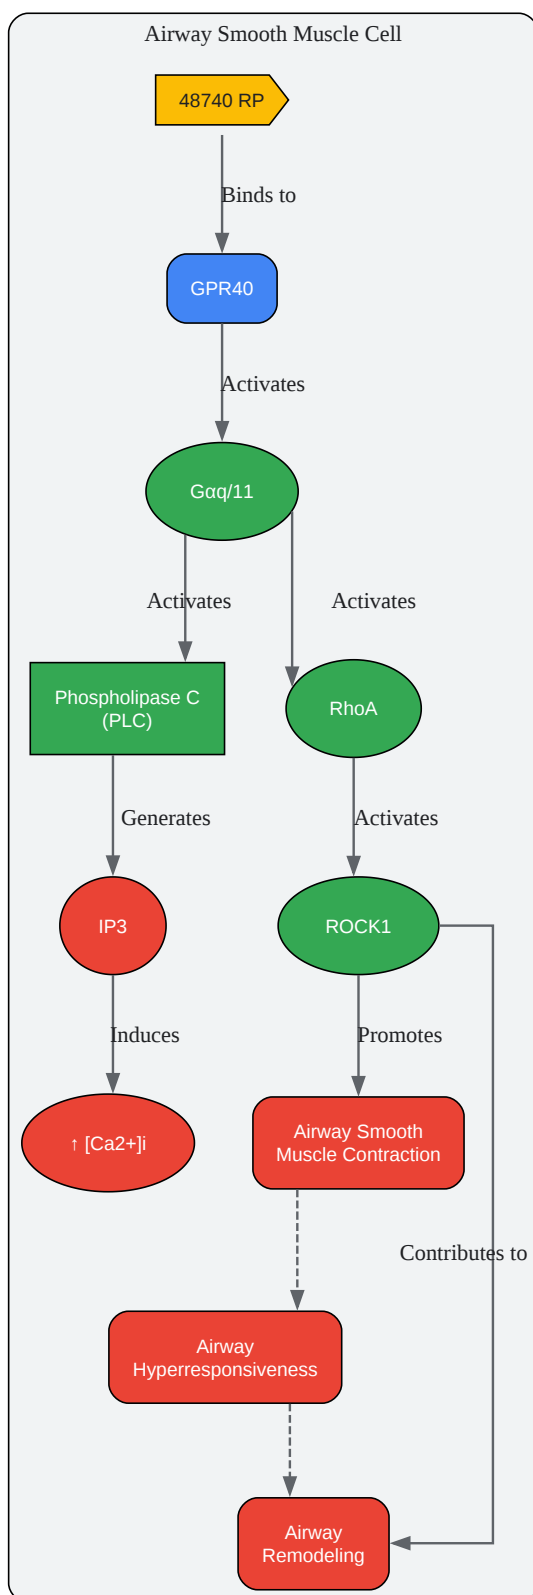 Airway Smooth Muscle Cell
48740 RP
Binds to
GPR40
Activates
Gαq/11
Activates
Activates
Phospholipase C
(PLC)
RhoA
Generates
Activates
IP3
ROCK1
Induces
Promotes
↑ [Ca2+]i
Airway Smooth
Muscle Contraction
Contributes to
Airway
Hyperresponsiveness
Airway
Remodeling